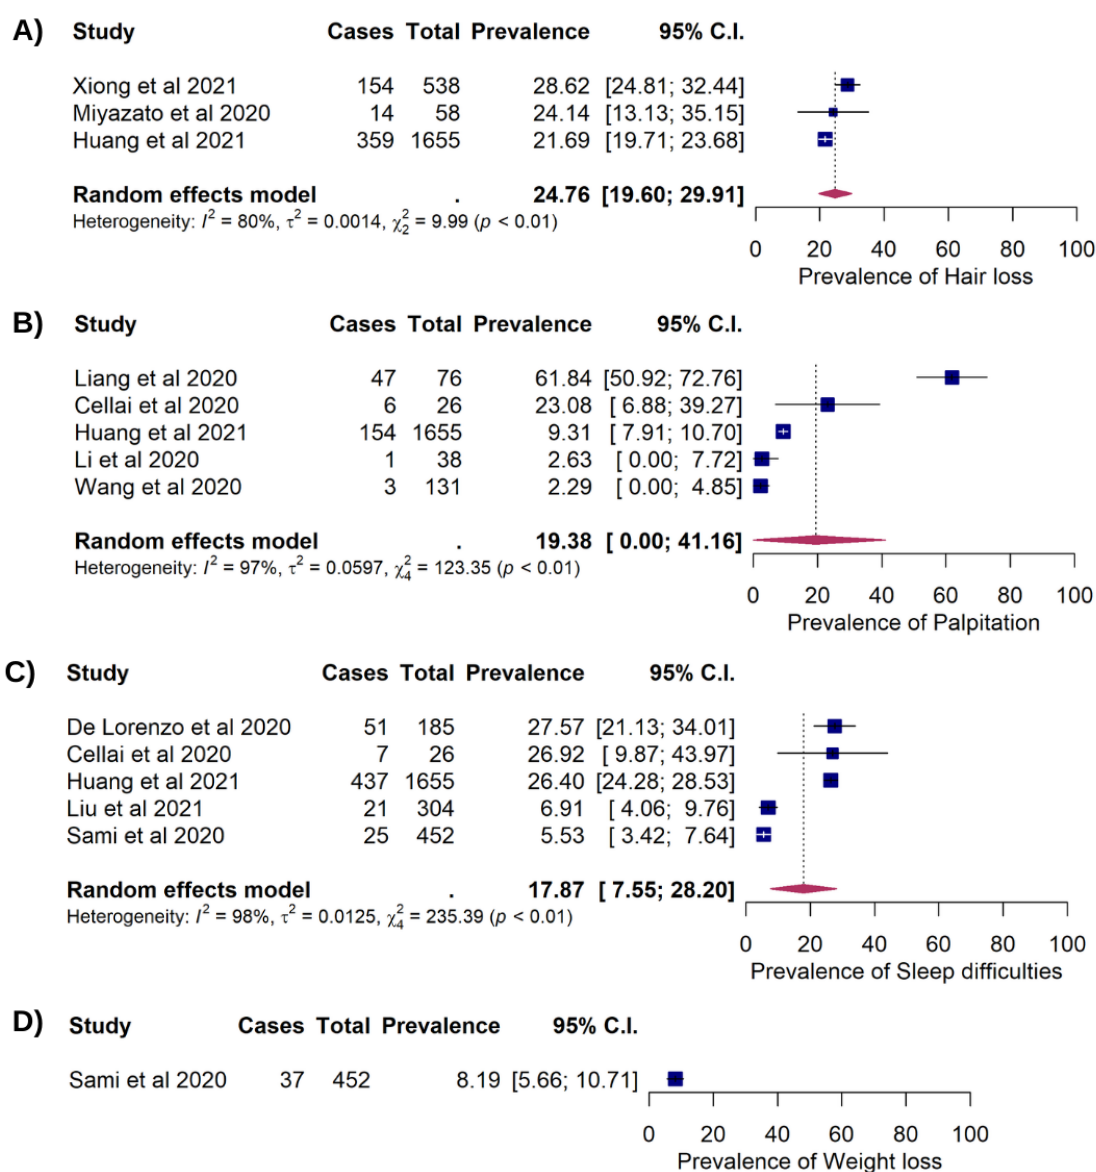 A) Study Cases Total Prevalence 95% C.I.
Xiong et al 2021 154 538 28.62 [24.81; 32.44]
Miyazato et al 2020 14 58 24.14 [13.13; 35.15]
Huang et al 2021 359 1655 21.69 [19.71; 23.68]
Random effects model . 24.76 [19.60; 29.91]
Heterogeneity: I² = 80%, τ² = 0.0014, χ²₂ = 9.99 (p < 0.01)
0 20 40 60 80 100
Prevalence of Hair loss
B) Study Cases Total Prevalence 95% C.I.
Liang et al 2020 47 76 61.84 [50.92; 72.76]
Cellai et al 2020 6 26 23.08 [ 6.88; 39.27]
Huang et al 2021 154 1655 9.31 [ 7.91; 10.70]
Li et al 2020 1 38 2.63 [ 0.00; 7.72]
Wang et al 2020 3 131 2.29 [ 0.00; 4.85]
Random effects model . 19.38 [ 0.00; 41.16]
Heterogeneity: I² = 97%, τ² = 0.0597, χ²₄ = 123.35 (p < 0.01)
0 20 40 60 80 100
Prevalence of Palpitation
C) Study Cases Total Prevalence 95% C.I.
De Lorenzo et al 2020 51 185 27.57 [21.13; 34.01]
Cellai et al 2020 7 26 26.92 [ 9.87; 43.97]
Huang et al 2021 437 1655 26.40 [24.28; 28.53]
Liu et al 2021 21 304 6.91 [ 4.06; 9.76]
Sami et al 2020 25 452 5.53 [ 3.42; 7.64]
Random effects model . 17.87 [ 7.55; 28.20]
Heterogeneity: I² = 98%, τ² = 0.0125, χ²₄ = 235.39 (p < 0.01)
0 20 40 60 80 100
Prevalence of Sleep difficulties
D) Study Cases Total Prevalence 95% C.I.
Sami et al 2020 37 452 8.19 [5.66; 10.71]
0 20 40 60 80 100
Prevalence of Weight loss